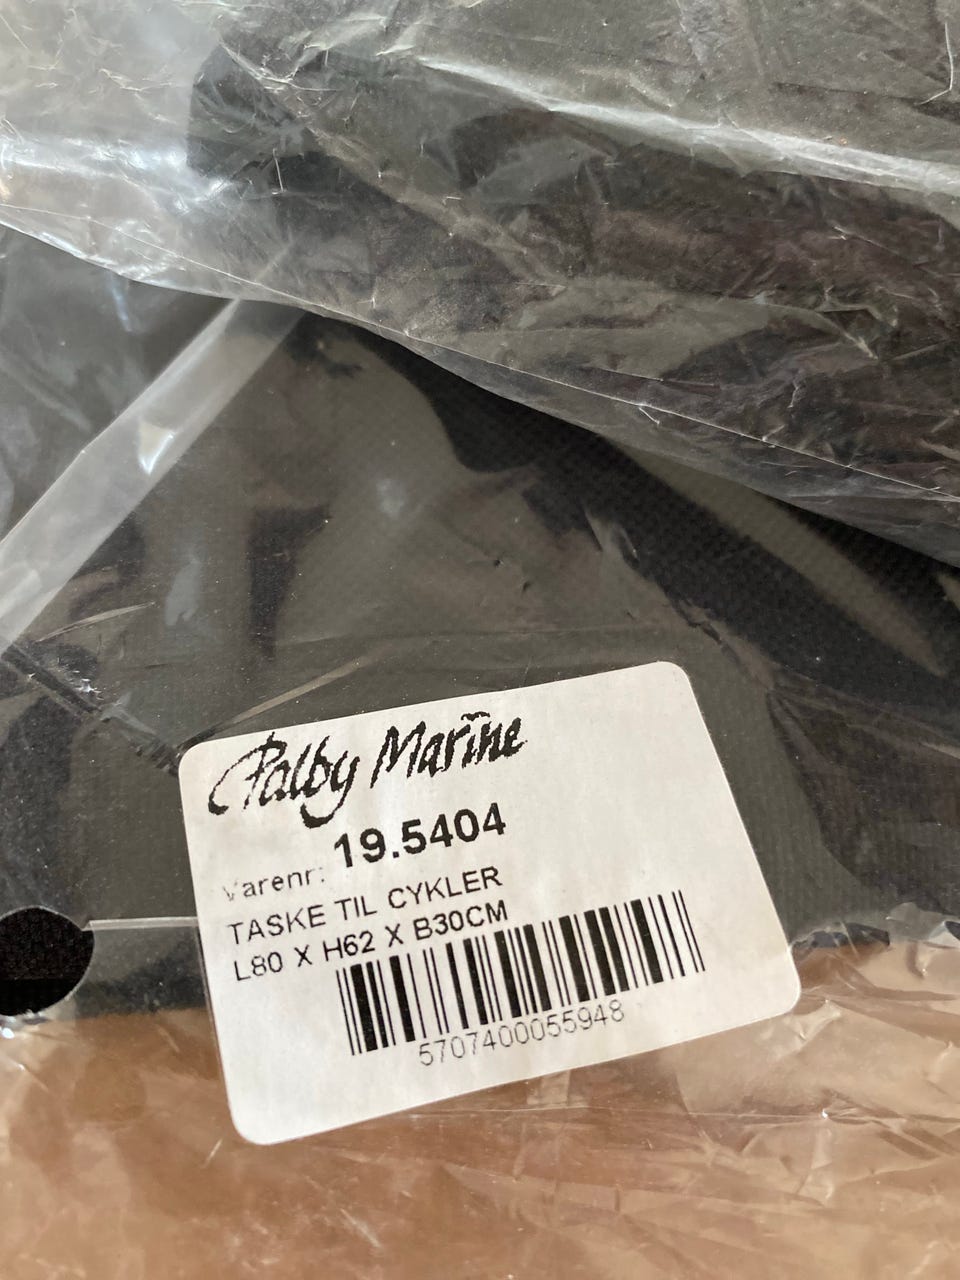 Palby Marine
Varenr: 19.5404
TASKE TIL CYKLER
L80 X H62 X B30CM
5707400055948